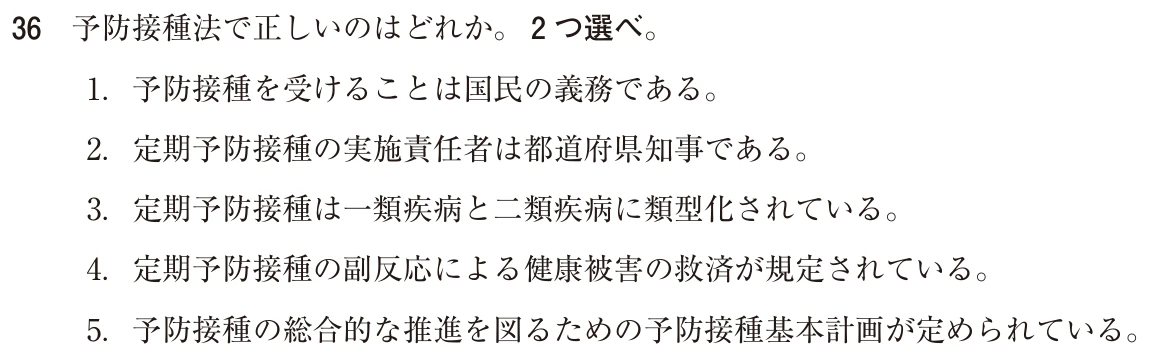 36 予防接種法で正しいのはどれか。2つ選べ。
1. 予防接種を受けることは国民の義務である。
2. 定期予防接種の実施責任者は都道府県知事である。
3. 定期予防接種は一類疾病と二類疾病に類型化されている。
4. 定期予防接種の副反応による健康被害の救済が規定されている。
5. 予防接種の総合的な推進を図るための予防接種基本計画が定められている。